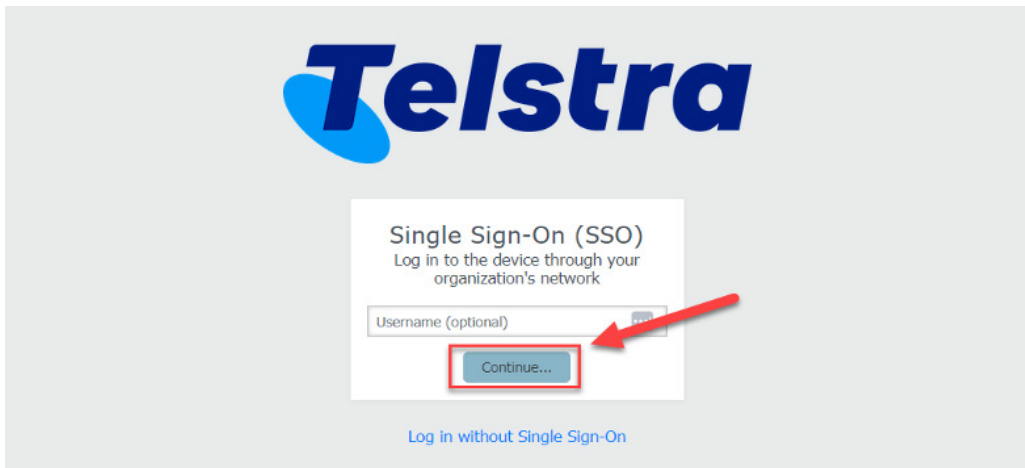 Telstra
Single Sign-On (SSO)
Log in to the device through your
organization's network
Username (optional)
Continue...
Log in without Single Sign-On